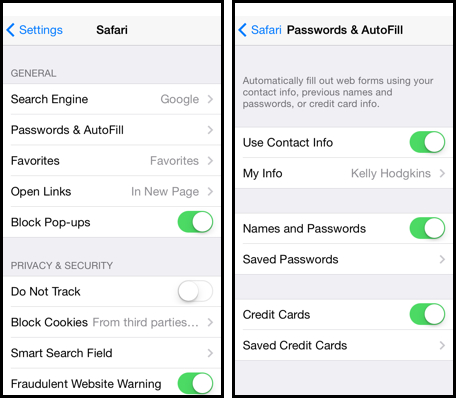 Settings Safari
GENERAL
Search Engine Google
Passwords & AutoFill
Favorites Favorites
Open Links In New Page
Block Pop-ups
PRIVACY & SECURITY
Do Not Track
Block Cookies From third parties...
Smart Search Field
Fraudulent Website Warning
Safari Passwords & AutoFill
Automatically fill out web forms using your
contact info, previous names and
passwords, or credit card info.
Use Contact Info
My Info Kelly Hodgkins
Names and Passwords
Saved Passwords
Credit Cards
Saved Credit Cards